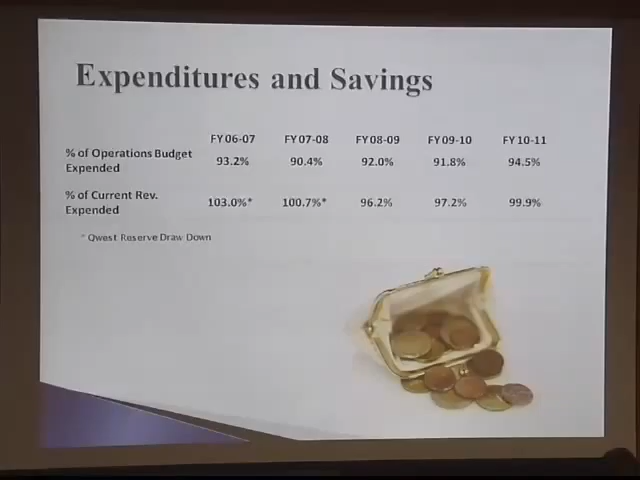 Expenditures and Savings
FY 06-07 FY 07-08 FY 08-09 FY 09-10 FY 10-11
% of Operations Budget Expended 93.2% 90.4% 92.0% 91.8% 94.5%
% of Current Rev. Expended 103.0%* 100.7%* 96.2% 97.2% 99.9%
* Qwest Reserve Draw Down